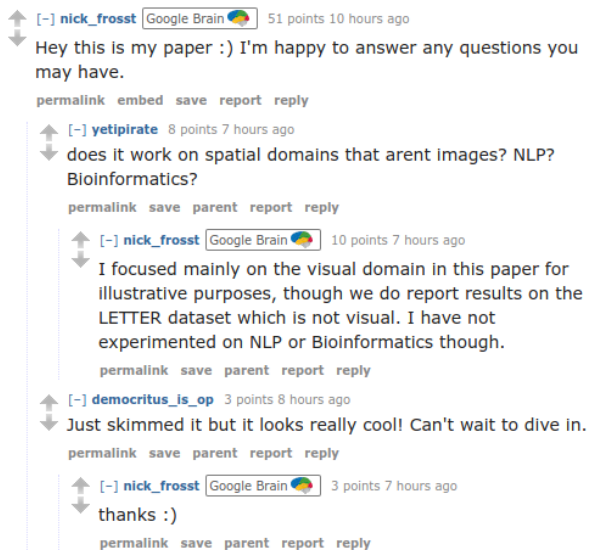 [-] nick_frosst Google Brain 51 points 10 hours ago
Hey this is my paper :) I'm happy to answer any questions you
may have.
permalink embed save report reply
[-] yetipirate 8 points 7 hours ago
does it work on spatial domains that arent images? NLP?
Bioinformatics?
permalink save parent report reply
[-] nick_frosst Google Brain 10 points 7 hours ago
I focused mainly on the visual domain in this paper for
illustrative purposes, though we do report results on the
LETTER dataset which is not visual. I have not
experimented on NLP or Bioinformatics though.
permalink save parent report reply
[-] democritus_is_op 3 points 8 hours ago
Just skimmed it but it looks really cool! Can't wait to dive in.
permalink save parent report reply
[-] nick_frosst Google Brain 3 points 7 hours ago
thanks :)
permalink save parent report reply